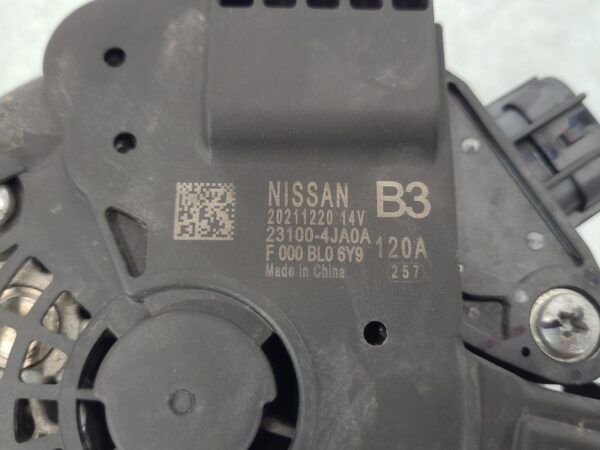 NISSAN B3
20211220 14V
23100-4JA0A
F 000 BL0 6Y9 120A
Made in China 257